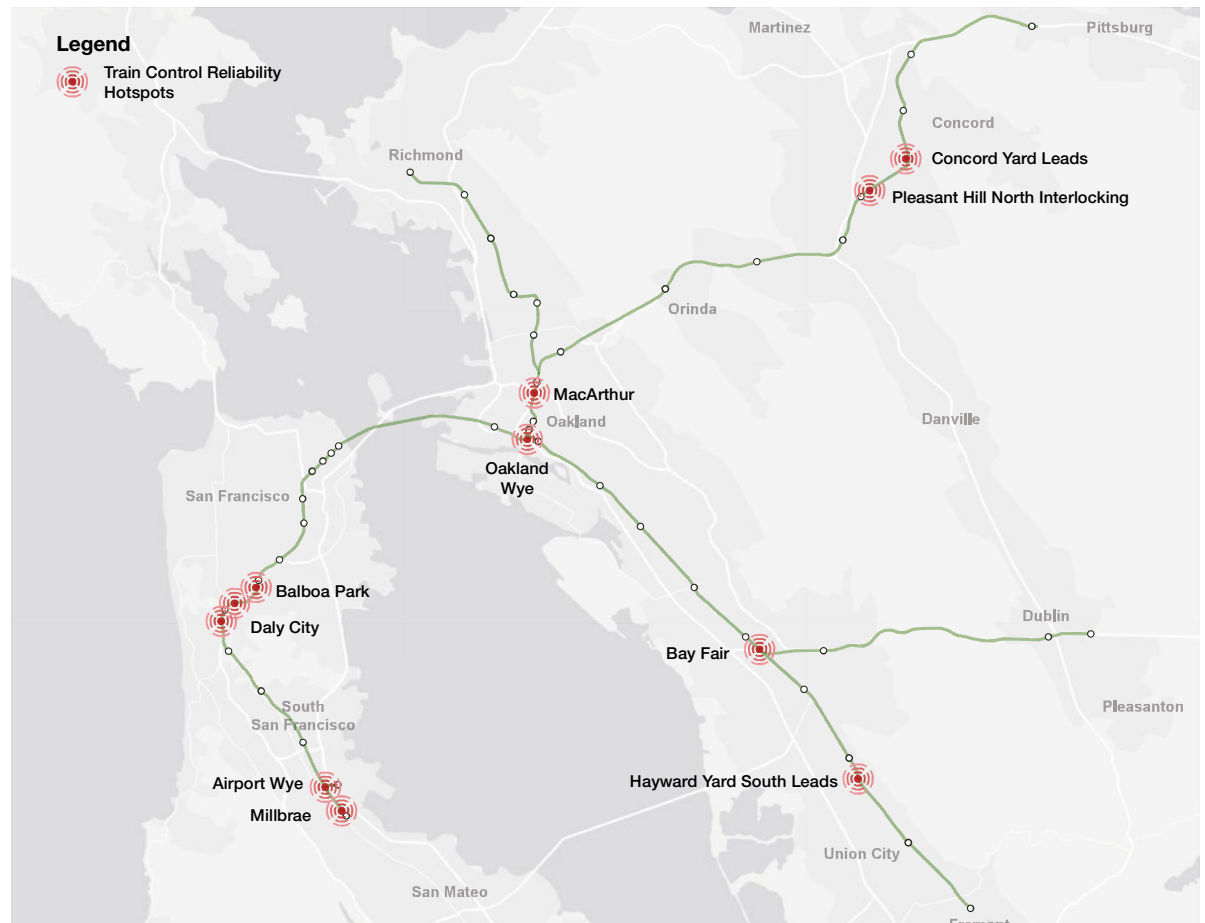 Legend
Train Control Reliability
Hotspots
Martinez
Pittsburg
Concord
Concord Yard Leads
Richmond
Pleasant Hill North Interlocking
Orinda
MacArthur
Oakland
Danville
Oakland
Wye
San Francisco
Balboa Park
Daly City
Dublin
Bay Fair
South
San Francisco
Pleasanton
Airport Wye
Hayward Yard South Leads
Millbrae
Union City
San Mateo
Fremont